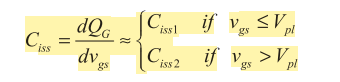 C_iss = dQ_G / dv_gs ≈ { C_iss1 if v_gs ≤ V_pl
C_iss2 if v_gs > V_pl